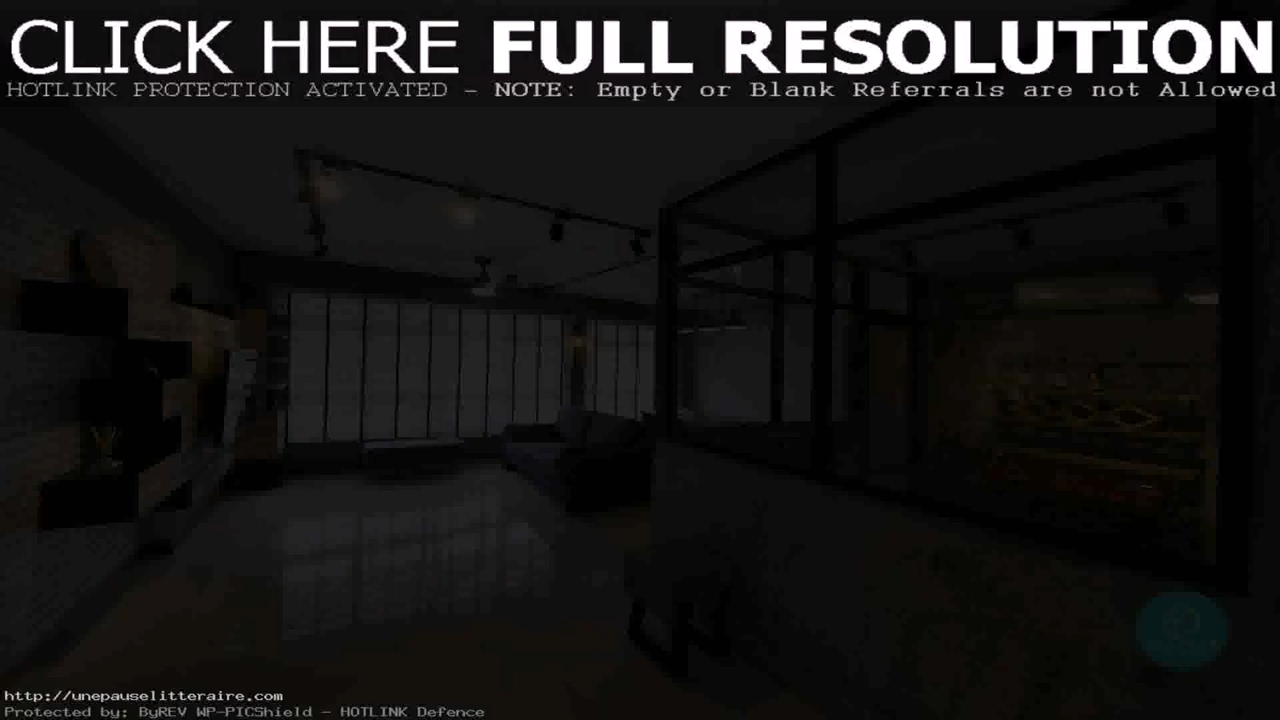 CLICK HERE FULL RESOLUTION
HOTLINK PROTECTION ACTIVATED - NOTE: Empty or Blank Referrals are not Allowed
http://unepauselitteraire.com
Protected by: ByREV WP-PICShield - HOTLINK Defence